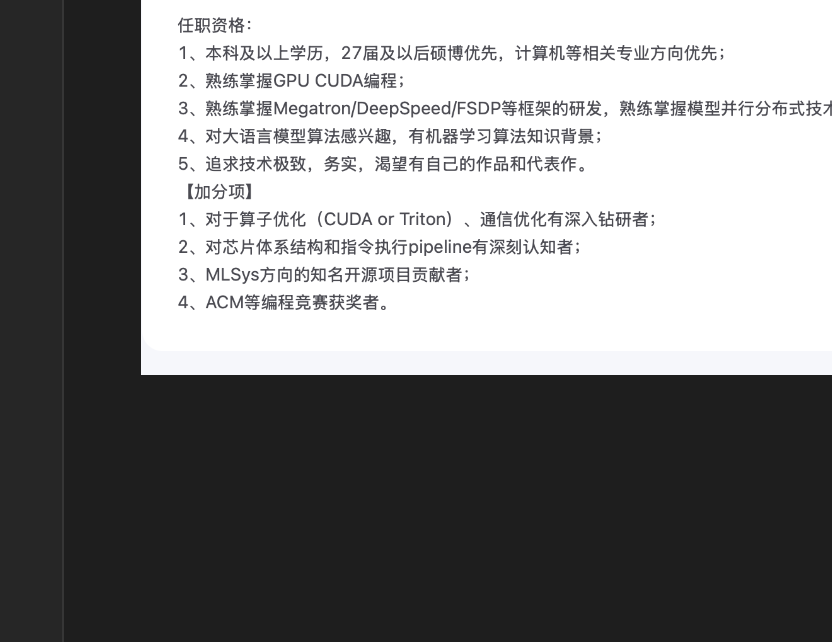 任职资格：
1、本科及以上学历，27届及以后硕博优先，计算机等相关专业方向优先；
2、熟练掌握GPU CUDA编程；
3、熟练掌握Megatron/DeepSpeed/FSDP等框架的研发，熟练掌握模型并行分布式技术
4、对大语言模型算法感兴趣，有机器学习算法知识背景；
5、追求技术极致，务实，渴望有自己的作品和代表作。
【加分项】
1、对于算子优化（CUDA or Triton）、通信优化有深入钻研者；
2、对芯片体系结构和指令执行pipeline有深刻认知者；
3、MLSys方向的知名开源项目贡献者；
4、ACM等编程竞赛获奖者。